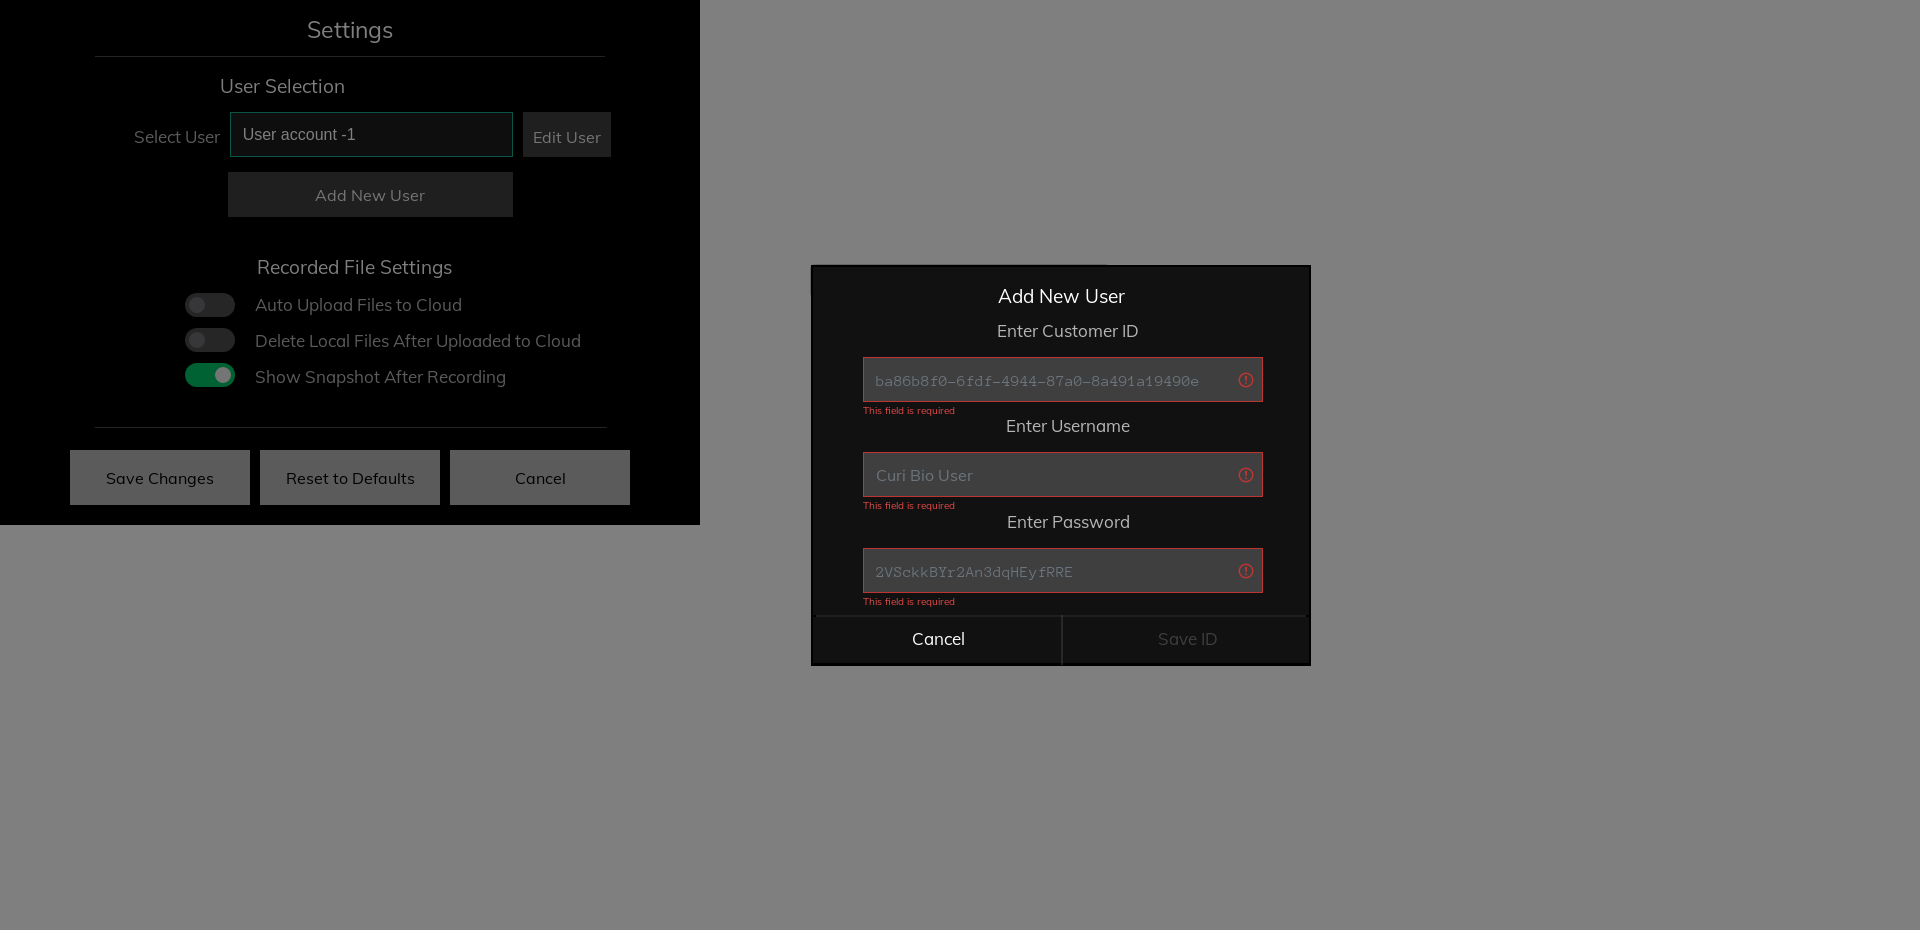 Settings
User Selection
Select User
User account -1
Edit User
Add New User
Recorded File Settings
Auto Upload Files to Cloud
Delete Local Files After Uploaded to Cloud
Show Snapshot After Recording
Save Changes
Reset to Defaults
Cancel
Add New User
Enter Customer ID
ba86b8f0-6fdf-4944-87a0-8a491a19490e
This field is required
Enter Username
Curi Bio User
This field is required
Enter Password
2VSckkBYr2An3dqHEyfRRE
This field is required
Cancel
Save ID